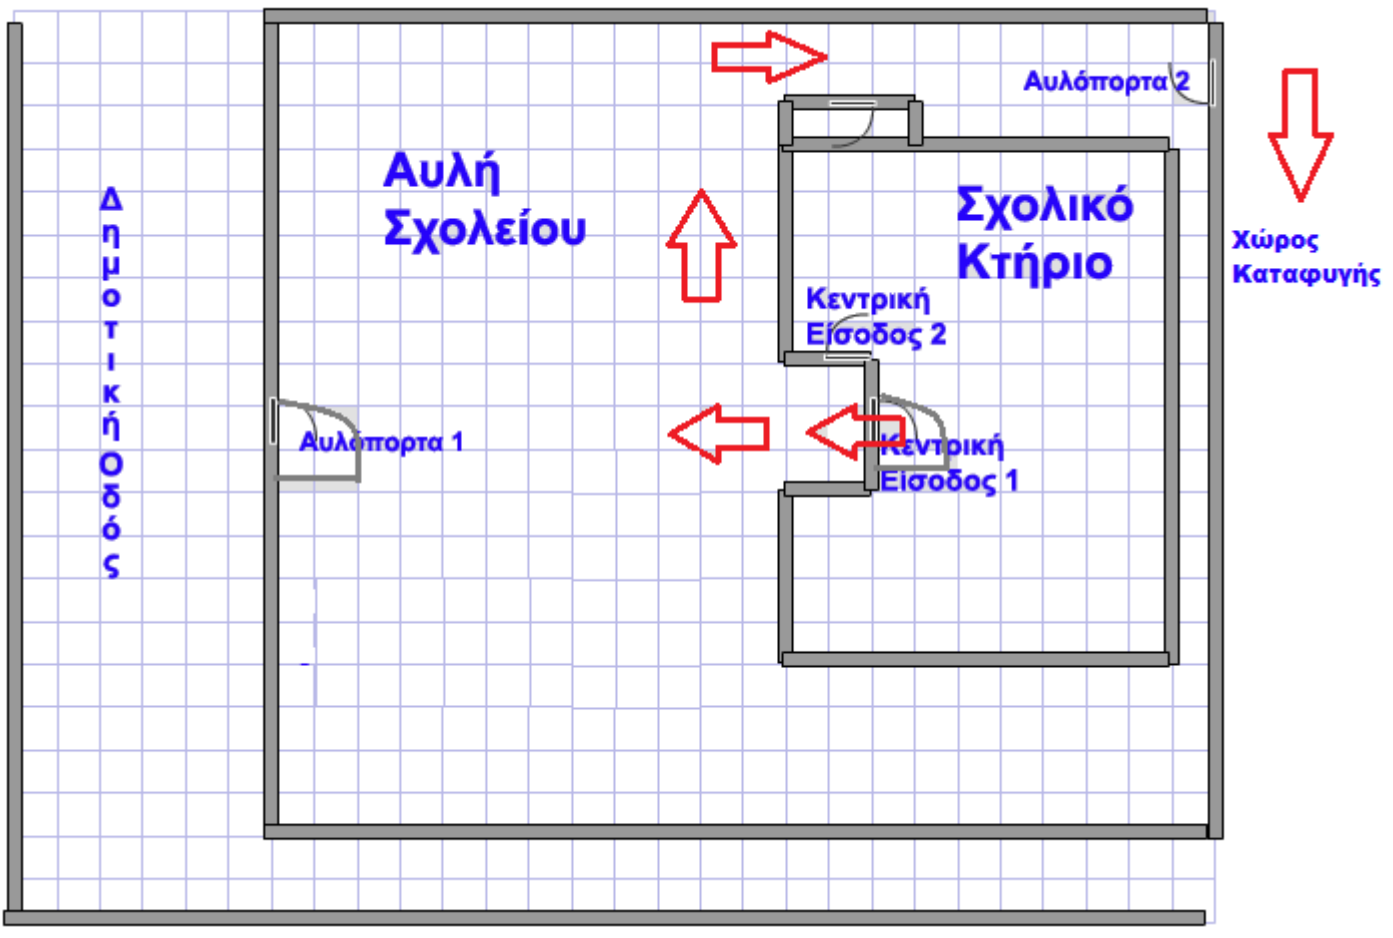 Δημοτική Οδός
Αυλή
Σχολείου
Αυλόπορτα 1
Αυλόπορτα 2
Σχολικό
Κτήριο
Κεντρική
Είσοδος 2
Κεντρική
Είσοδος 1
Χώρος
Καταφυγής